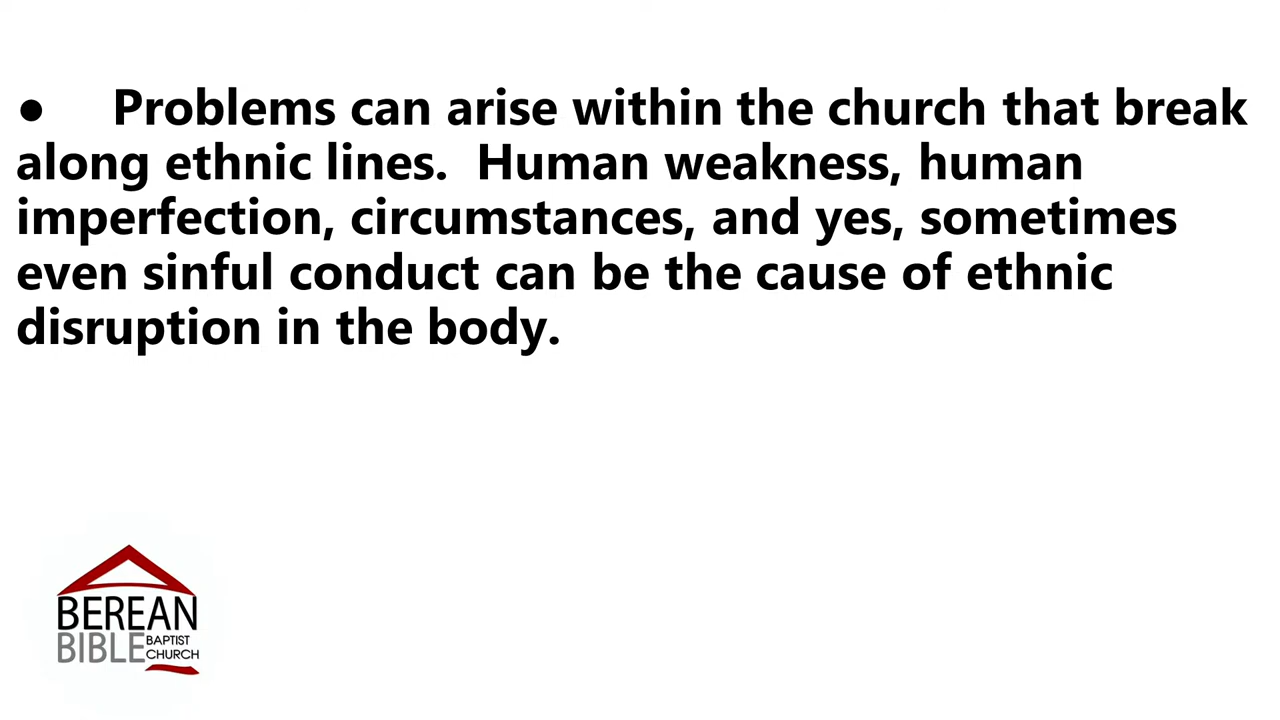 ● Problems can arise within the church that break
along ethnic lines.  Human weakness, human
imperfection, circumstances, and yes, sometimes
even sinful conduct can be the cause of ethnic
disruption in the body.
BEREAN
BIBLE BAPTIST
CHURCH